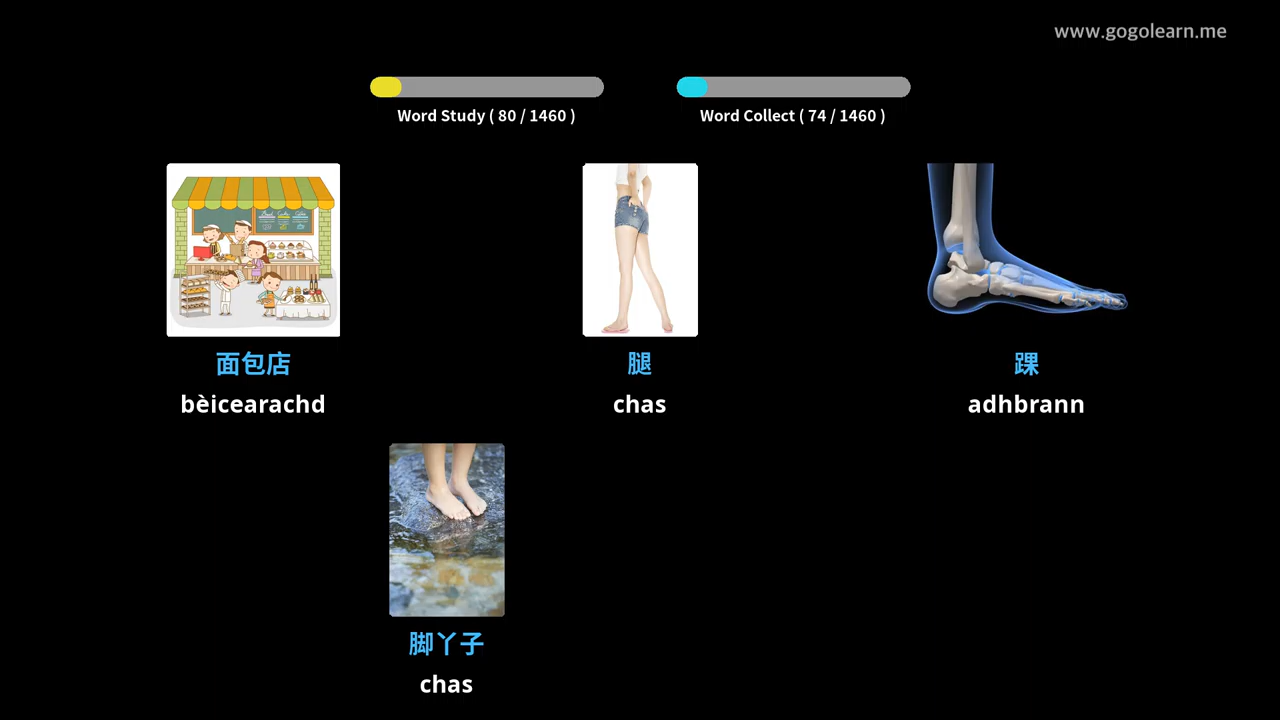 www.gogolearn.me
Word Study ( 80 / 1460 )
Word Collect ( 74 / 1460 )
面包店
腿
踝
bèicearachd
chas
adhbrann
脚丫子
chas